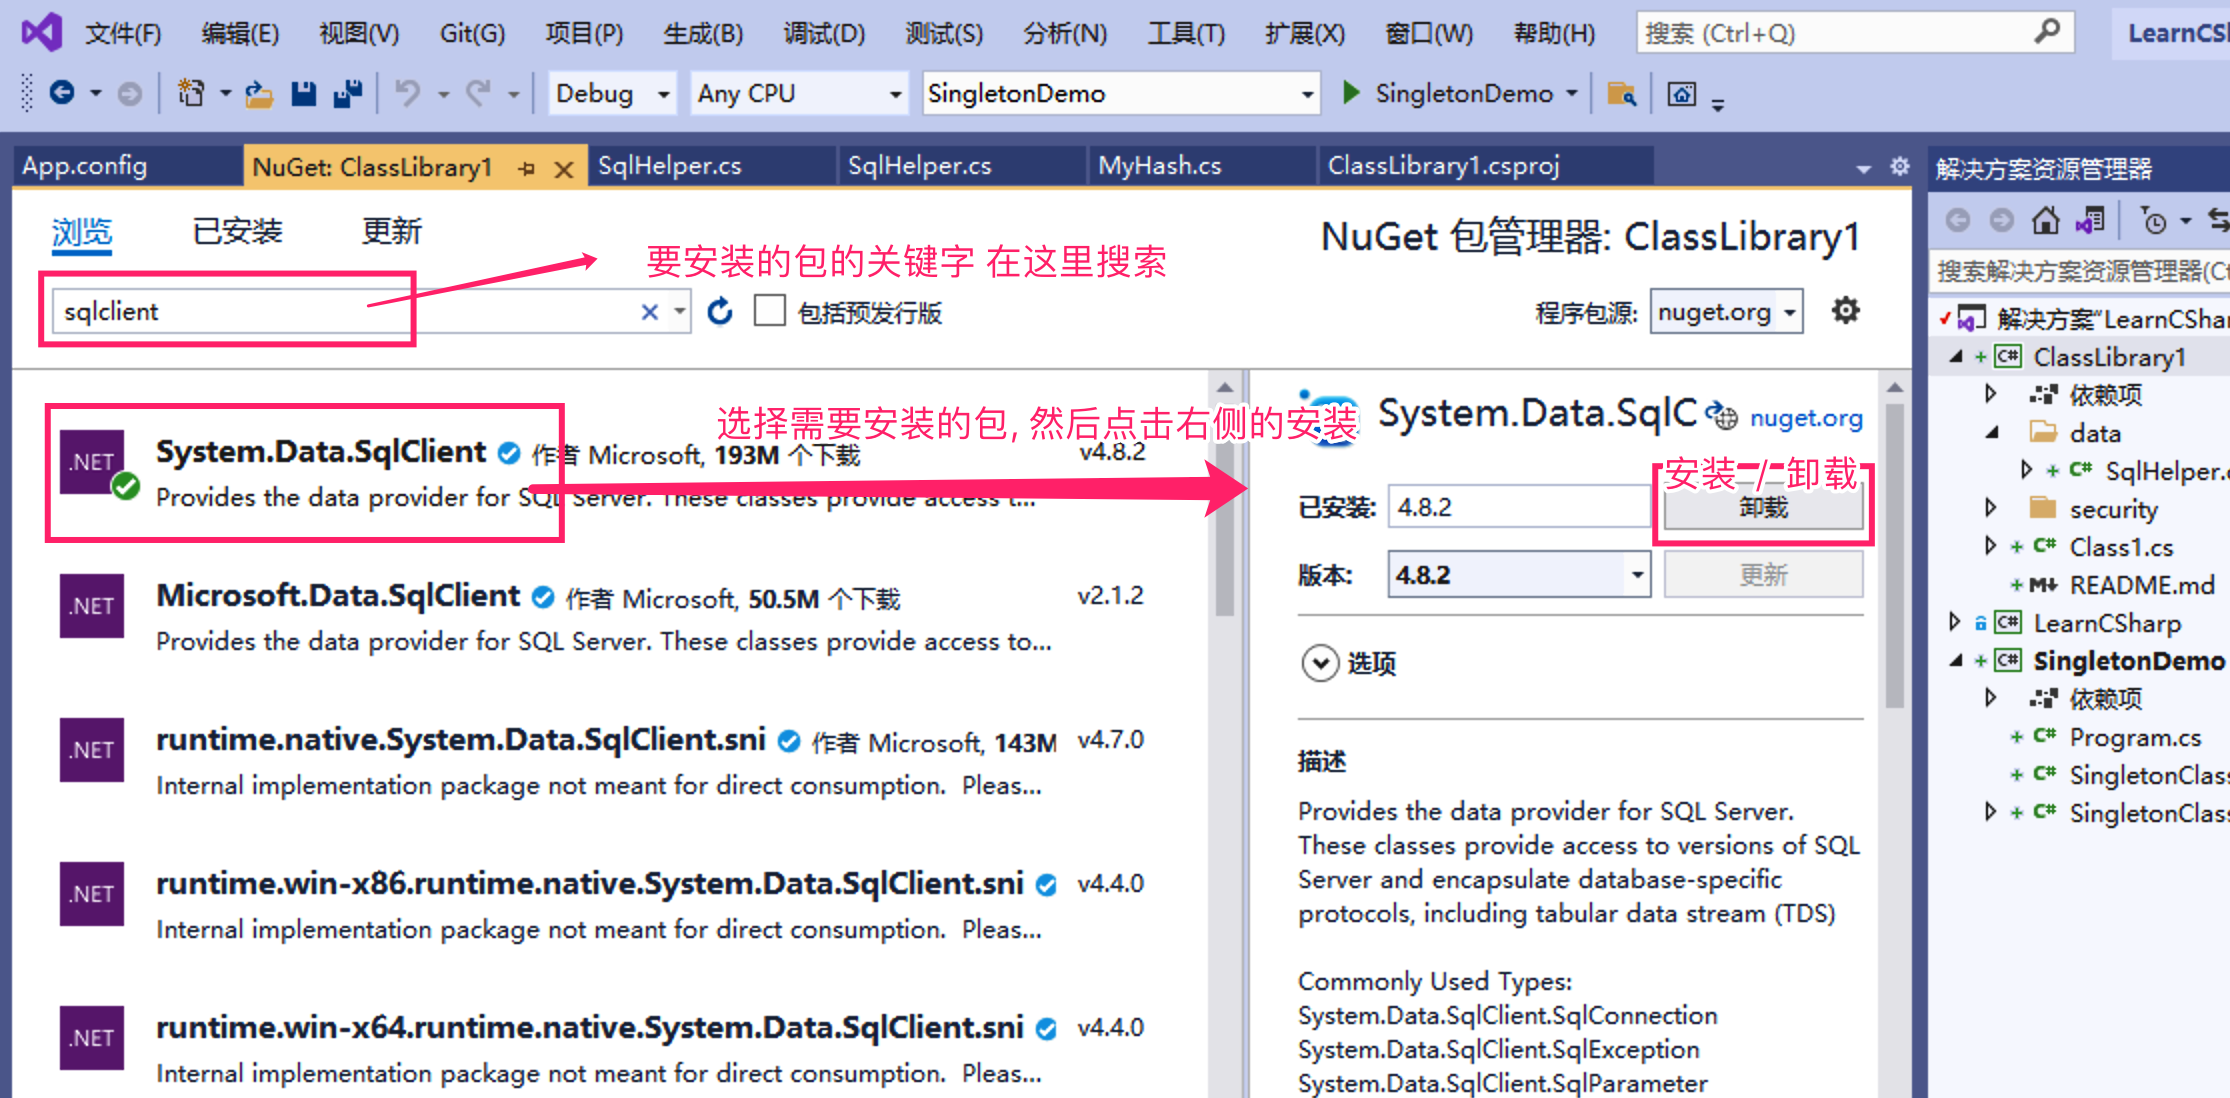 文件(F) 编辑(E) 视图(V) Git(G) 项目(P) 生成(B) 调试(D) 测试(S) 分析(N) 工具(T) 扩展(X) 窗口(W) 帮助(H) 搜索 (Ctrl+Q)
Debug Any CPU SingletonDemo SingletonDemo
App.config NuGet: ClassLibrary1 SqlHelper.cs SqlHelper.cs MyHash.cs ClassLibrary1.csproj
浏览 已安装 更新
NuGet 包管理器: ClassLibrary1
要安装的包的关键字 在这里搜索
sqlclient
包括预发行版
程序包源: nuget.org
System.Data.SqlClient 作者 Microsoft, 193M 个下载 v4.8.2
Provides the data provider for SQL Server. These classes provide access t...
Microsoft.Data.SqlClient 作者 Microsoft, 50.5M 个下载 v2.1.2
Provides the data provider for SQL Server. These classes provide access to...
runtime.native.System.Data.SqlClient.sni 作者 Microsoft, 143M v4.7.0
Internal implementation package not meant for direct consumption. Pleas...
runtime.win-x86.runtime.native.System.Data.SqlClient.sni v4.4.0
Internal implementation package not meant for direct consumption. Pleas...
runtime.win-x64.runtime.native.System.Data.SqlClient.sni v4.4.0
Internal implementation package not meant for direct consumption. Pleas...
.NET
.NET
.NET
.NET
.NET
选择需要安装的包, 然后点击右侧的安装
System.Data.SqlC nuget.org
安装 / 卸载
已安装: 4.8.2 卸载
版本: 4.8.2 更新
选项
描述
Provides the data provider for SQL Server.
These classes provide access to versions of SQL
Server and encapsulate database-specific
protocols, including tabular data stream (TDS)
Commonly Used Types:
System.Data.SqlClient.SqlConnection
System.Data.SqlClient.SqlException
System.Data.SqlClient.SqlParameter
解决方案资源管理器
搜索解决方案资源管理器
解决方案"LearnCShar
C# ClassLibrary1
依赖项
data
C# SqlHelper.
security
C# Class1.cs
M README.md
C# LearnCSharp
C# SingletonDemo
依赖项
C# Program.cs
C# SingletonClas
C# SingletonClas